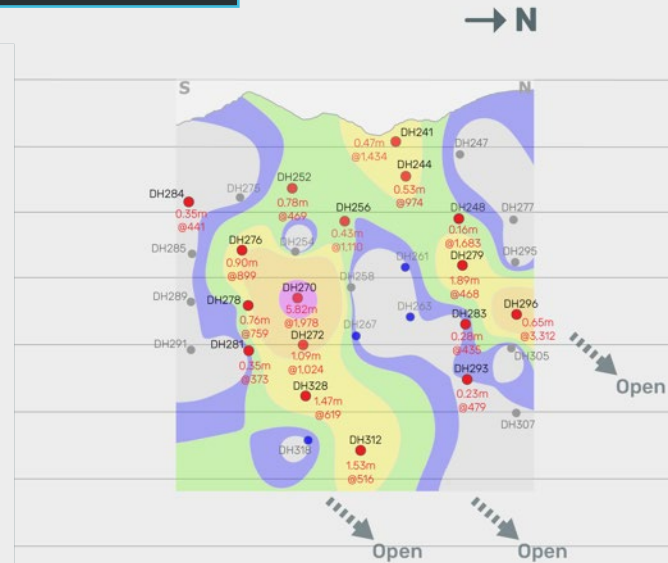 N
S
N
DH241
0.47m
@1,434
DH247
DH244
0.53m
@974
DH252
0.78m
@469
DH275
DH284
0.35m
@441
DH256
0.43m
@1,110
DH248
0.16m
@1,683
DH277
DH276
0.90m
@899
DH254
DH285
DH261
DH279
1.89m
@468
DH295
DH258
DH270
5.82m
@1,978
DH289
DH278
0.76m
@759
DH263
DH283
0.28m
@435
DH296
0.65m
@3,312
DH267
DH272
1.09m
@1,024
DH291
DH281
0.35m
@373
DH305
DH293
0.23m
@479
Open
DH328
1.47m
@619
DH307
DH318
DH312
1.53m
@516
Open
Open